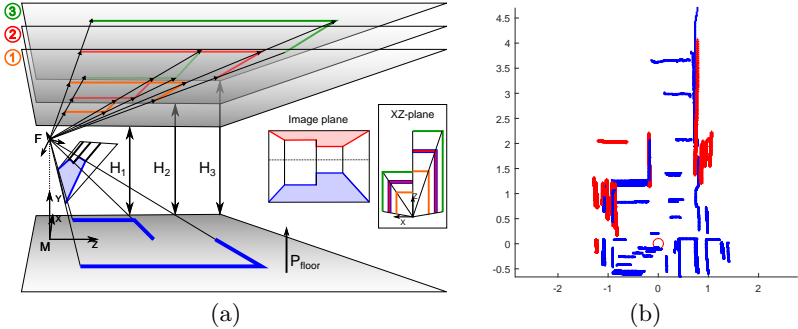 ③
②
①
F
Y
X
M
Z
H1
H2
H3
Pfloor
Image plane
XZ-plane
X
Z
(a)
4.5
4
3.5
3
2.5
2
1.5
1
0.5
0
-0.5
-2
-1
0
1
2
(b)